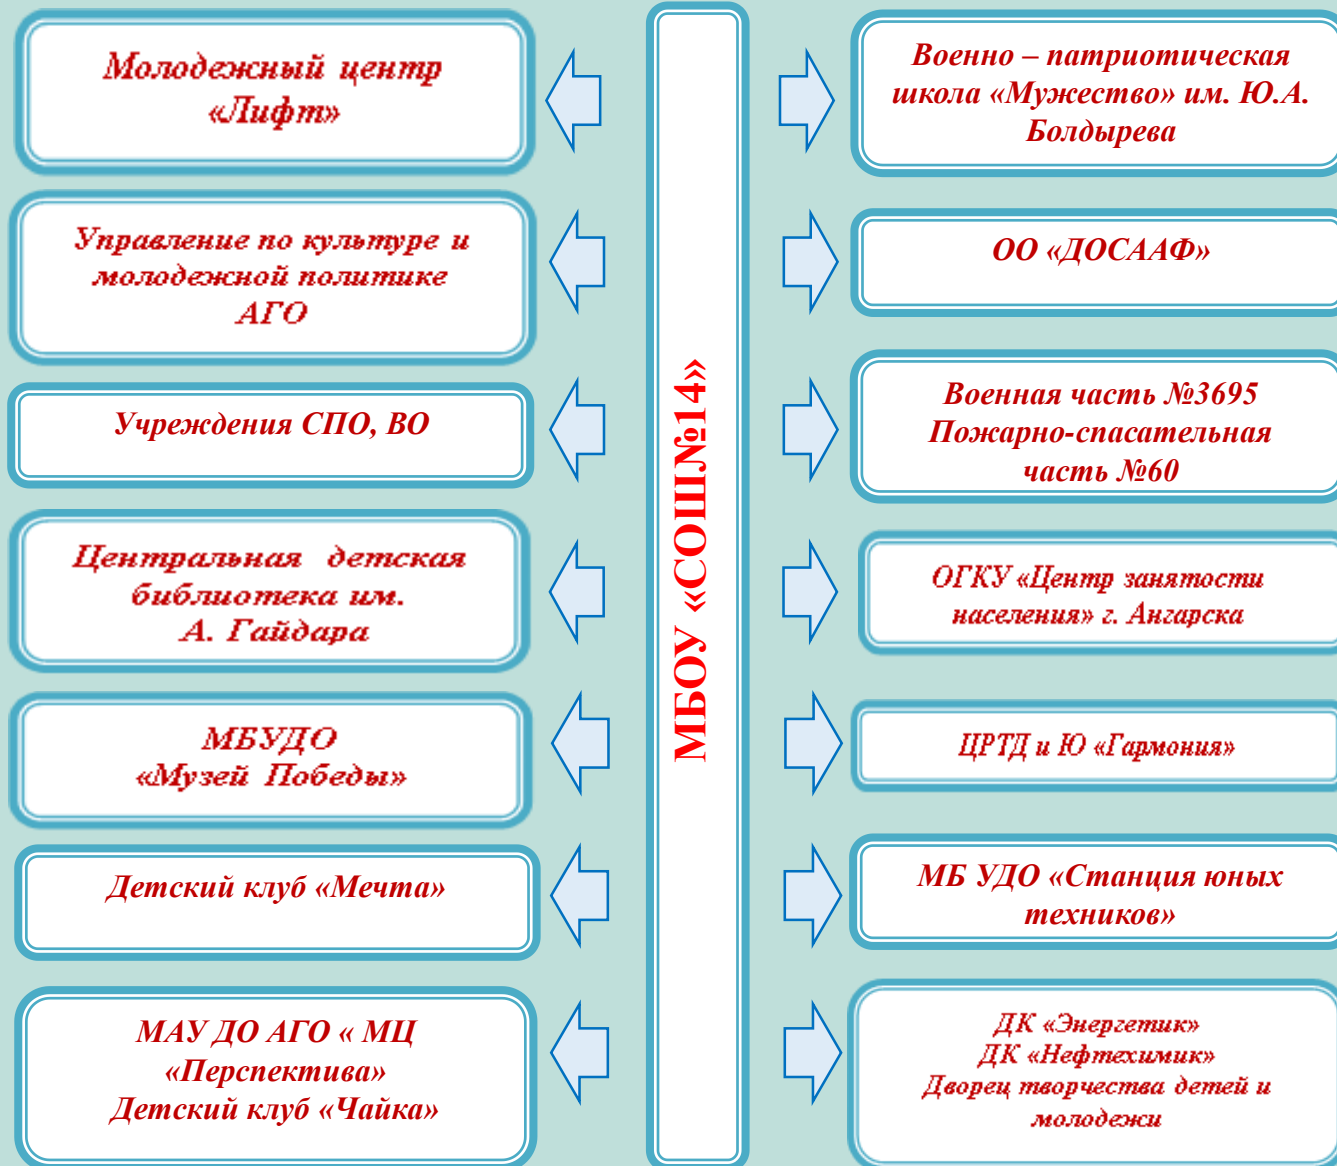 Молодежный центр
«Лифт»
Управление по культуре и
молодежной политике
АГО
Учреждения СПО, ВО
Центральная детская
библиотека им.
А. Гайдара
МБУДО
«Музей Победы»
Детский клуб «Мечта»
МАУ ДО АГО « МЦ
«Перспектива»
Детский клуб «Чайка»
МБОУ «СОШ№14»
Военно – патриотическая
школа «Мужество» им. Ю.А.
Болдырева
ОО «ДОСААФ»
Военная часть №3695
Пожарно-спасательная
часть №60
ОГКУ «Центр занятости
населения» г. Ангарска
ЦРТД и Ю «Гармония»
МБ УДО «Станция юных
техников»
ДК «Энергетик»
ДК «Нефтехимик»
Дворец творчества детей и
молодежи